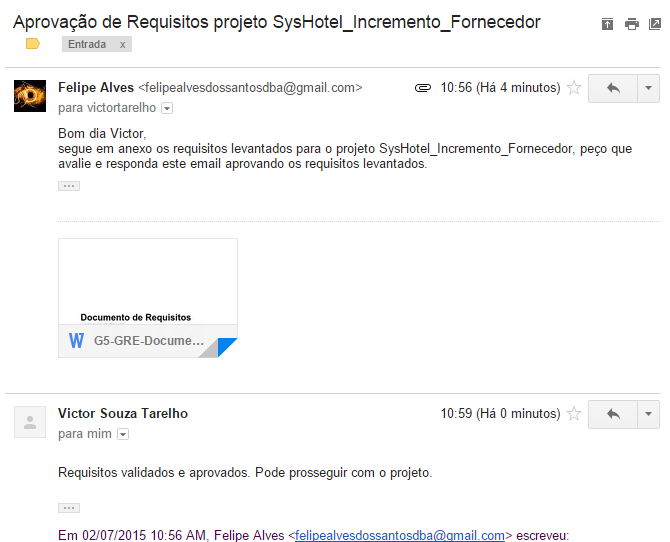 Aprovação de Requisitos projeto SysHotel_Incremento_Fornecedor
Entrada x
Felipe Alves <felipealvesdossantosdba@gmail.com> 10:56 (Há 4 minutos)
para victortarelho
Bom dia Victor,
segue em anexo os requisitos levantados para o projeto SysHotel_Incremento_Fornecedor, peço que
avalie e responda este email aprovando os requisitos levantados.
Documento de Requisitos
W G5-GRE-Docume...
Victor Souza Tarelho 10:59 (Há 0 minutos)
para mim
Requisitos validados e aprovados. Pode prosseguir com o projeto.
Em 02/07/2015 10:56 AM, Felipe Alves <felipealvesdossantosdba@gmail.com> escreveu: